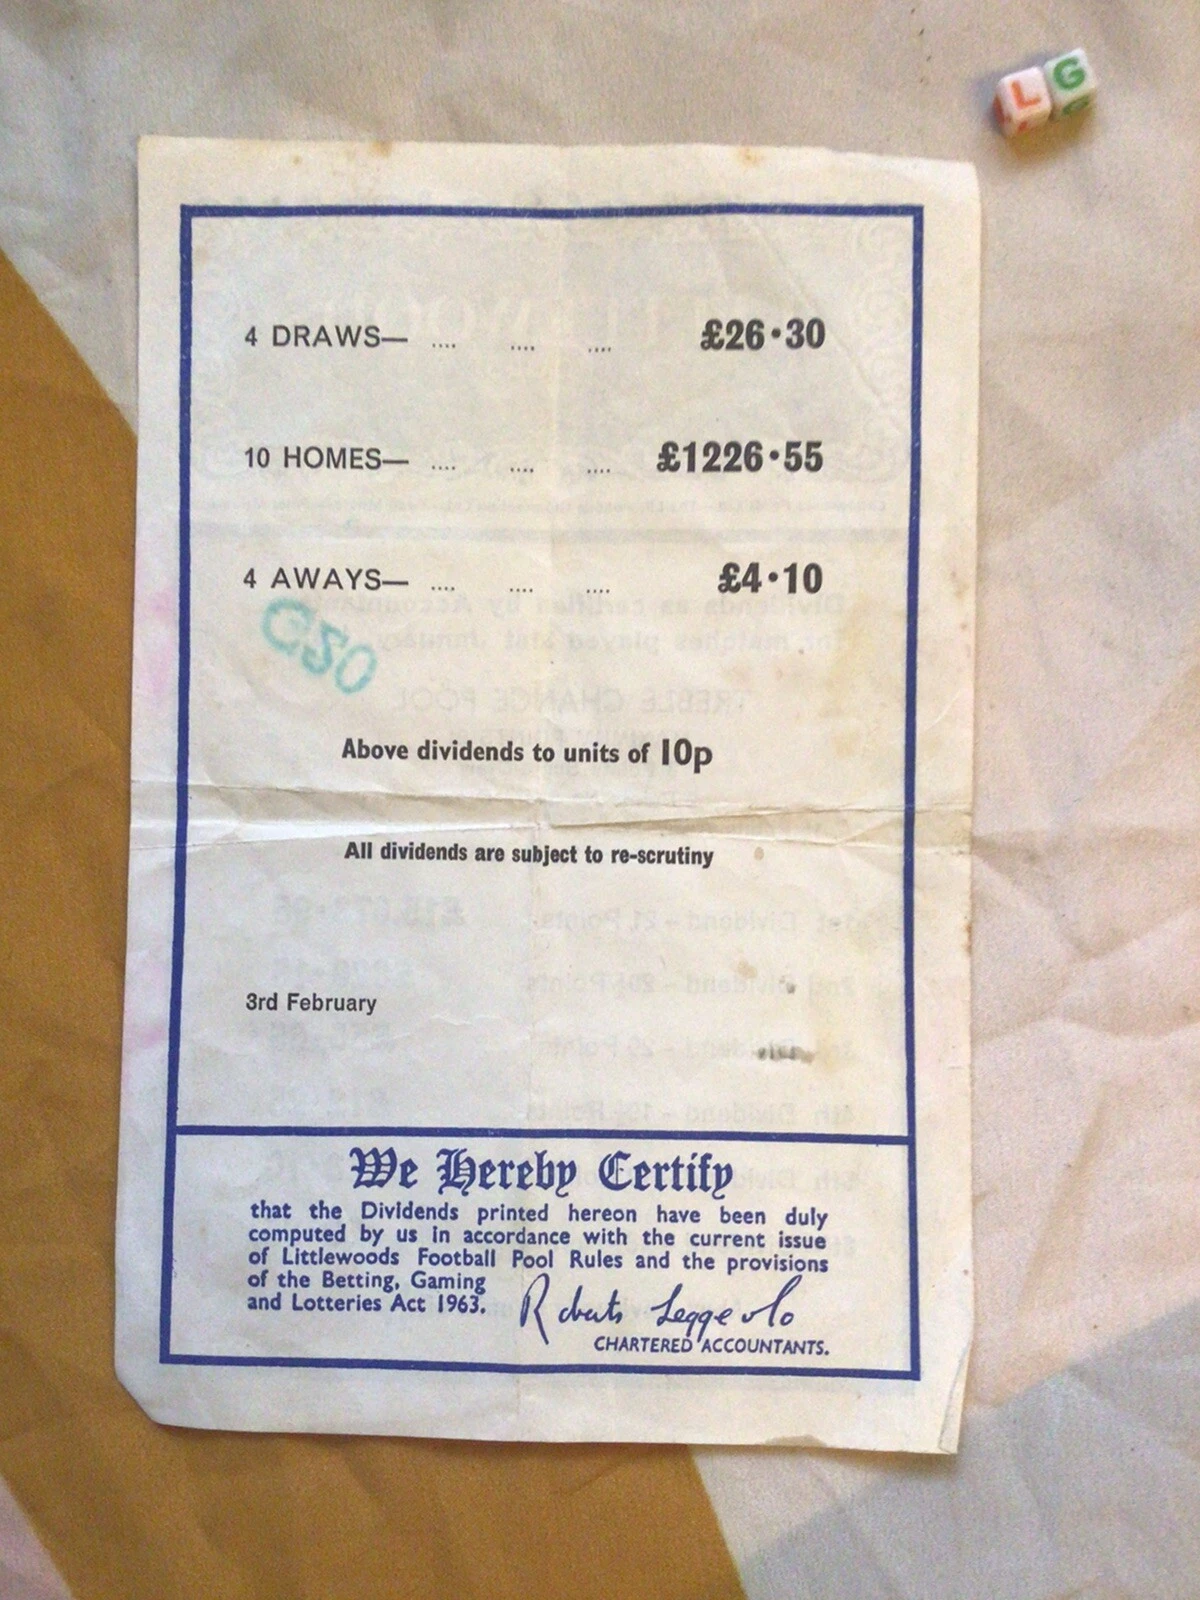 L G
4 DRAWS— .... .... .... £26·30
10 HOMES— .... .... .... £1226·55
4 AWAYS— .... .... .... £4·10
Above dividends to units of 10p
All dividends are subject to re-scrutiny
3rd February
We Hereby Certify
that the Dividends printed hereon have been duly
computed by us in accordance with the current issue
of Littlewoods Football Pool Rules and the provisions
of the Betting, Gaming
and Lotteries Act 1963.
CHARTERED ACCOUNTANTS.